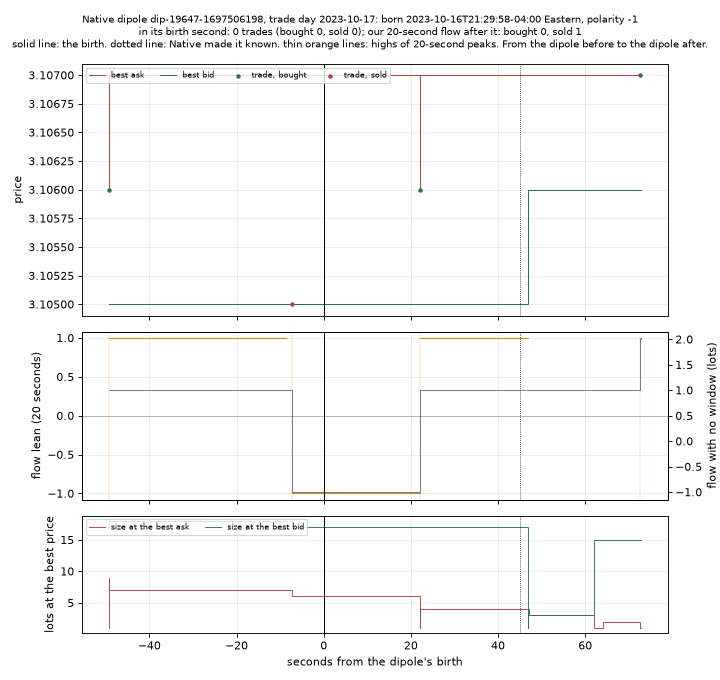 Native dipole dip-19647-1697506198, trade day 2023-10-17: born 2023-10-16T21:29:58-04:00 Eastern, polarity -1
in its birth second: 0 trades (bought 0, sold 0); our 20-second flow after it: bought 0, sold 1
solid line: the birth. dotted line: Native made it known. thin orange lines: highs of 20-second peaks. From the dipole before to the dipole after.
best ask best bid trade, bought trade, sold
3.10700
3.10675
3.10650
3.10625
3.10600
3.10575
3.10550
3.10525
3.10500
price
1.0
0.5
0.0
−0.5
−1.0
flow lean (20 seconds)
2.0
1.5
1.0
0.5
0.0
−0.5
−1.0
flow with no window (lots)
size at the best ask size at the best bid
15
10
5
lots at the best price
−40 −20 0 20 40 60
seconds from the dipole's birth